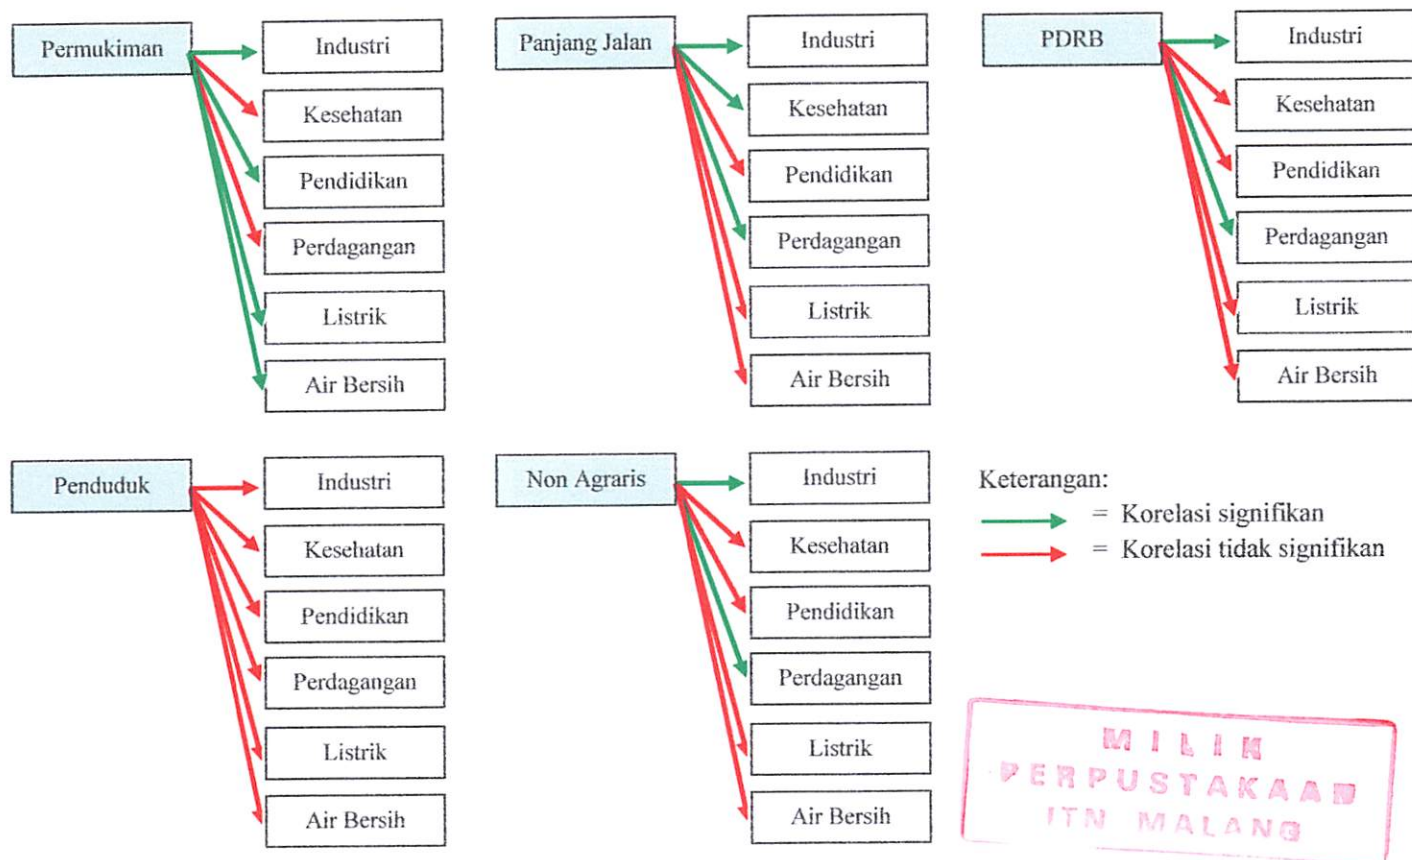 Permukiman
Industri
Kesehatan
Pendidikan
Perdagangan
Listrik
Air Bersih
Panjang Jalan
Industri
Kesehatan
Pendidikan
Perdagangan
Listrik
Air Bersih
PDRB
Industri
Kesehatan
Pendidikan
Perdagangan
Listrik
Air Bersih
Penduduk
Industri
Kesehatan
Pendidikan
Perdagangan
Listrik
Air Bersih
Non Agraris
Industri
Kesehatan
Pendidikan
Perdagangan
Listrik
Air Bersih
Keterangan:
= Korelasi signifikan
= Korelasi tidak signifikan
MILIK
PERPUSTAKAAN
ITN MALANG